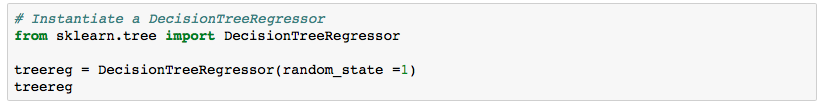 # Instantiate a DecisionTreeRegressor
from sklearn.tree import DecisionTreeRegressor
treereg = DecisionTreeRegressor(random_state =1)
treereg